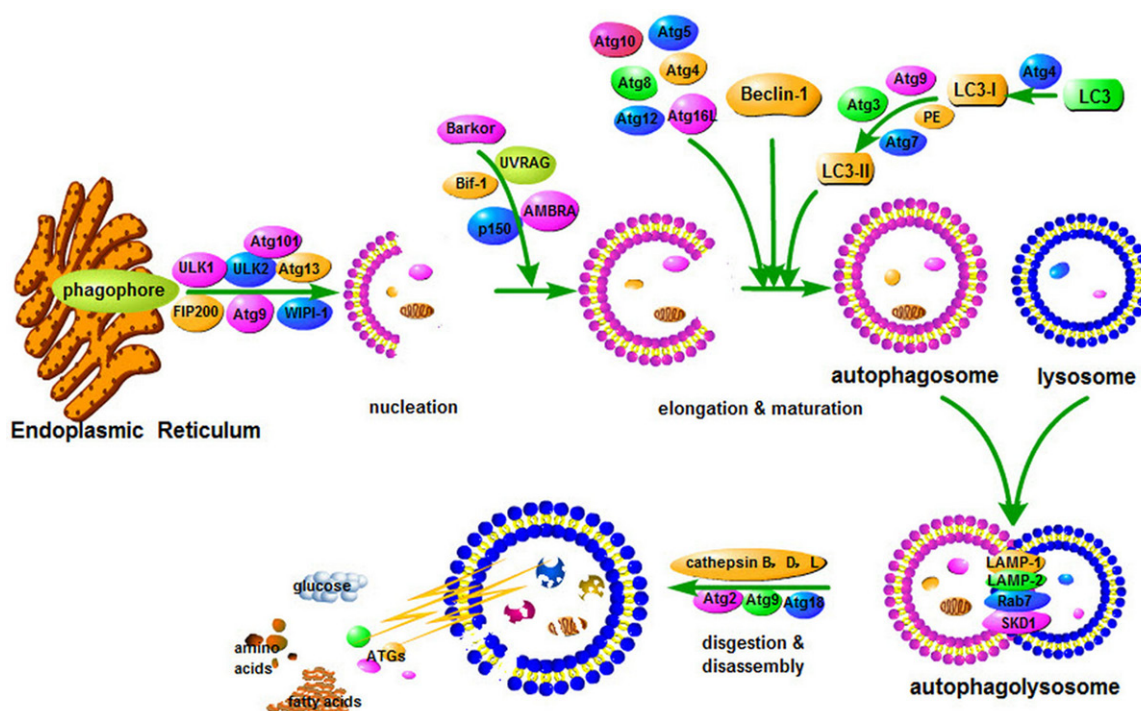 Atg10
Atg5
Atg8
Atg4
Atg12
Atg16L
Beclin-1
Atg9
Atg3
PE
Atg7
LC3-I
Atg4
LC3
LC3-II
Barkor
UVRAG
Bif-1
AMBRA
p150
phagophore
Atg101
ULK1
ULK2
Atg13
FIP200
Atg9
WIPI-1
Endoplasmic Reticulum
nucleation
elongation & maturation
autophagosome
lysosome
LAMP-1
LAMP-2
Rab7
SKD1
autophagolysosome
cathepsin B, D, L
Atg2
Atg9
Atg18
disgestion &
disassembly
glucose
amino
acids
ATGs
fatty acids